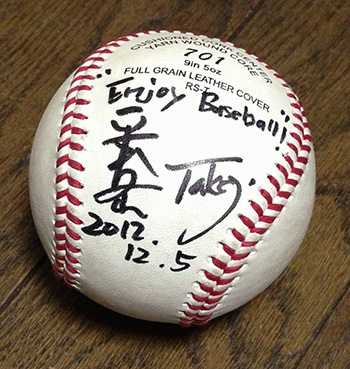 CUSHIONED CORK CENTER
YARN WOUND CORE
701
9in 5oz
FULL GRAIN LEATHER COVER
RS-T
"Enjoy Baseball!"
2012.
12.5